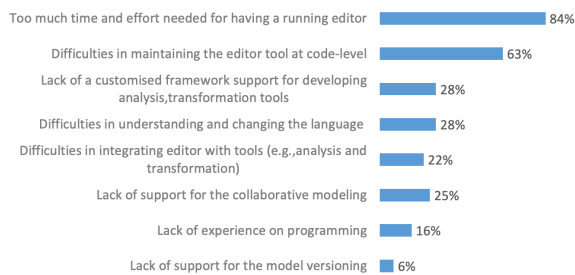 Too much time and effort needed for having a running editor 84%
Difficulties in maintaining the editor tool at code-level 63%
Lack of a customised framework support for developing
analysis,transformation tools 28%
Difficulties in understanding and changing the language 28%
Difficulties in integrating editor with tools (e.g.,analysis and
transformation) 22%
Lack of support for the collaborative modeling 25%
Lack of experience on programming 16%
Lack of support for the model versioning 6%